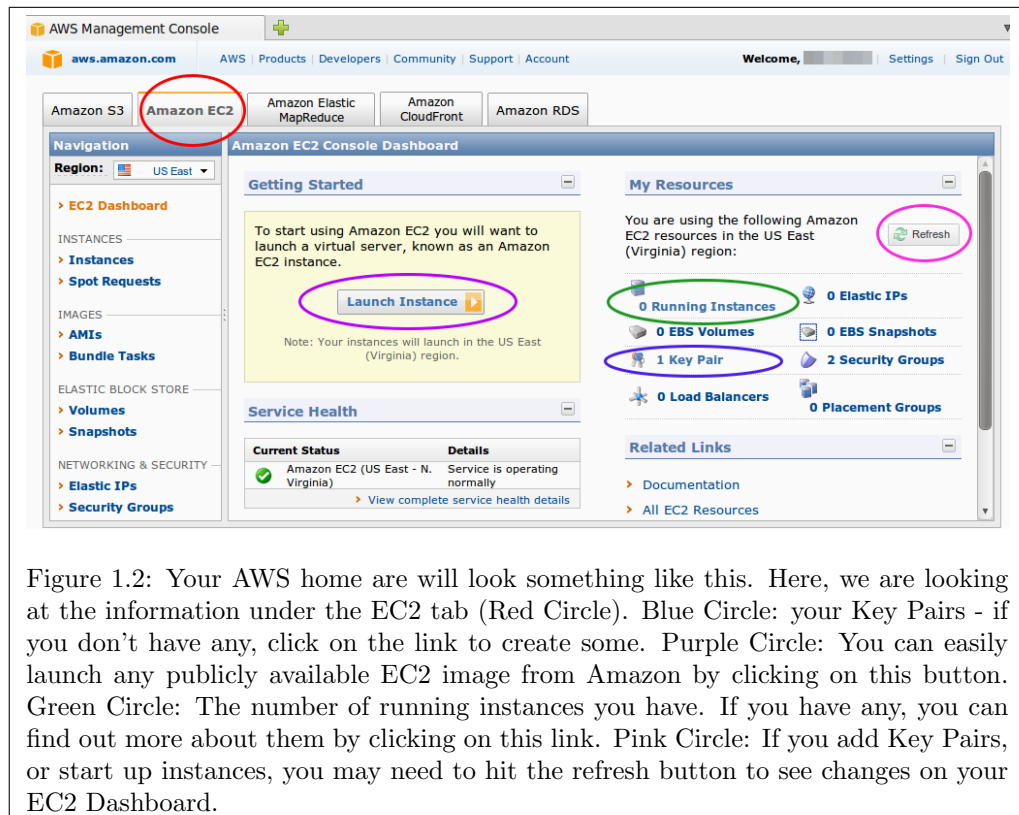 AWS Management Console
aws.amazon.com AWS | Products | Developers | Community | Support | Account Welcome, | Settings | Sign Out
Amazon S3 Amazon EC2 Amazon Elastic MapReduce Amazon CloudFront Amazon RDS
Navigation
Region: US East
> EC2 Dashboard
INSTANCES
> Instances
> Spot Requests
IMAGES
> AMIs
> Bundle Tasks
ELASTIC BLOCK STORE
> Volumes
> Snapshots
NETWORKING & SECURITY
> Elastic IPs
> Security Groups
Amazon EC2 Console Dashboard
Getting Started
To start using Amazon EC2 you will want to
launch a virtual server, known as an Amazon
EC2 instance.
Launch Instance
Note: Your instances will launch in the US East
(Virginia) region.
Service Health
Current Status Details
Amazon EC2 (US East - N. Service is operating
Virginia) normally
> View complete service health details
My Resources
You are using the following Amazon
EC2 resources in the US East
(Virginia) region:
Refresh
0 Running Instances 0 Elastic IPs
0 EBS Volumes 0 EBS Snapshots
1 Key Pair 2 Security Groups
0 Load Balancers 0 Placement Groups
Related Links
> Documentation
> All EC2 Resources
Figure 1.2: Your AWS home are will look something like this. Here, we are looking
at the information under the EC2 tab (Red Circle). Blue Circle: your Key Pairs - if
you don't have any, click on the link to create some. Purple Circle: You can easily
launch any publicly available EC2 image from Amazon by clicking on this button.
Green Circle: The number of running instances you have. If you have any, you can
find out more about them by clicking on this link. Pink Circle: If you add Key Pairs,
or start up instances, you may need to hit the refresh button to see changes on your
EC2 Dashboard.